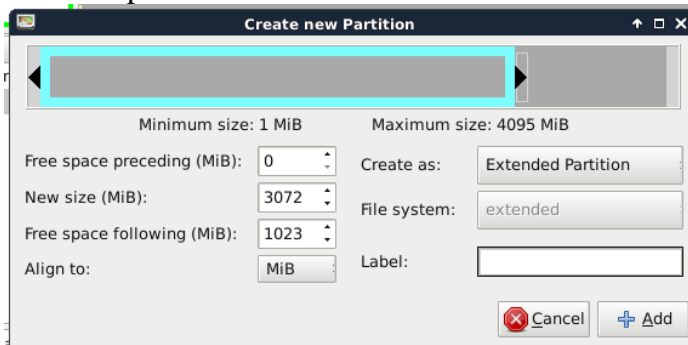 Create new Partition
Minimum size: 1 MiB Maximum size: 4095 MiB
Free space preceding (MiB): 0
Create as: Extended Partition
New size (MiB): 3072
File system: extended
Free space following (MiB): 1023
Align to: MiB
Label:
Cancel Add